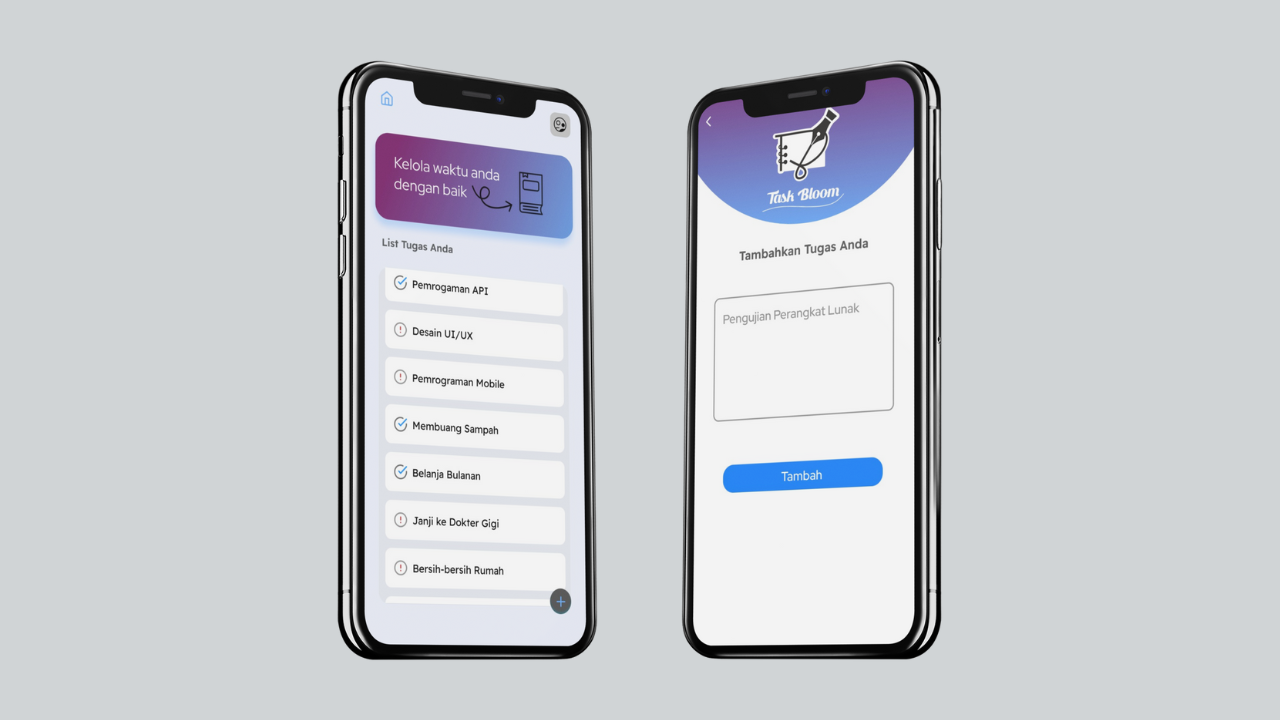 Kelola waktu anda
dengan baik
List Tugas Anda
Pemrogaman API
Desain UI/UX
Pemrograman Mobile
Membuang Sampah
Belanja Bulanan
Janji ke Dokter Gigi
Bersih-bersih Rumah
Task Bloom
Tambahkan Tugas Anda
Pengujian Perangkat Lunak
Tambah